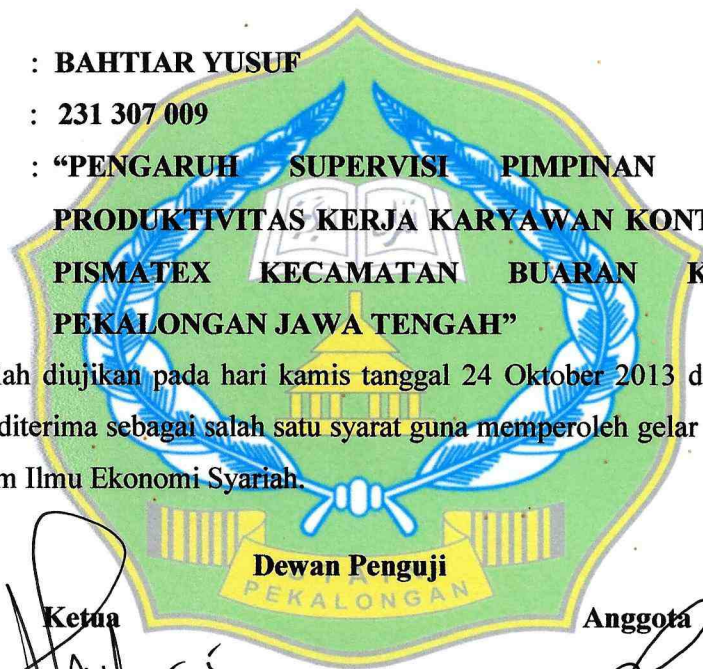 : BAHTIAR YUSUF
: 231 307 009
: “PENGARUH SUPERVISI PIMPINAN
PRODUKTIVITAS KERJA KARYAWAN KONT
PISMATEX KECAMATAN BUARAN K
PEKALONGAN JAWA TENGAH”
lah diujikan pada hari kamis tanggal 24 Oktober 2013 d
diterima sebagai salah satu syarat guna memperoleh gelar
m Ilmu Ekonomi Syariah.
Dewan Penguji
PEKALONGAN
Ketua Anggota